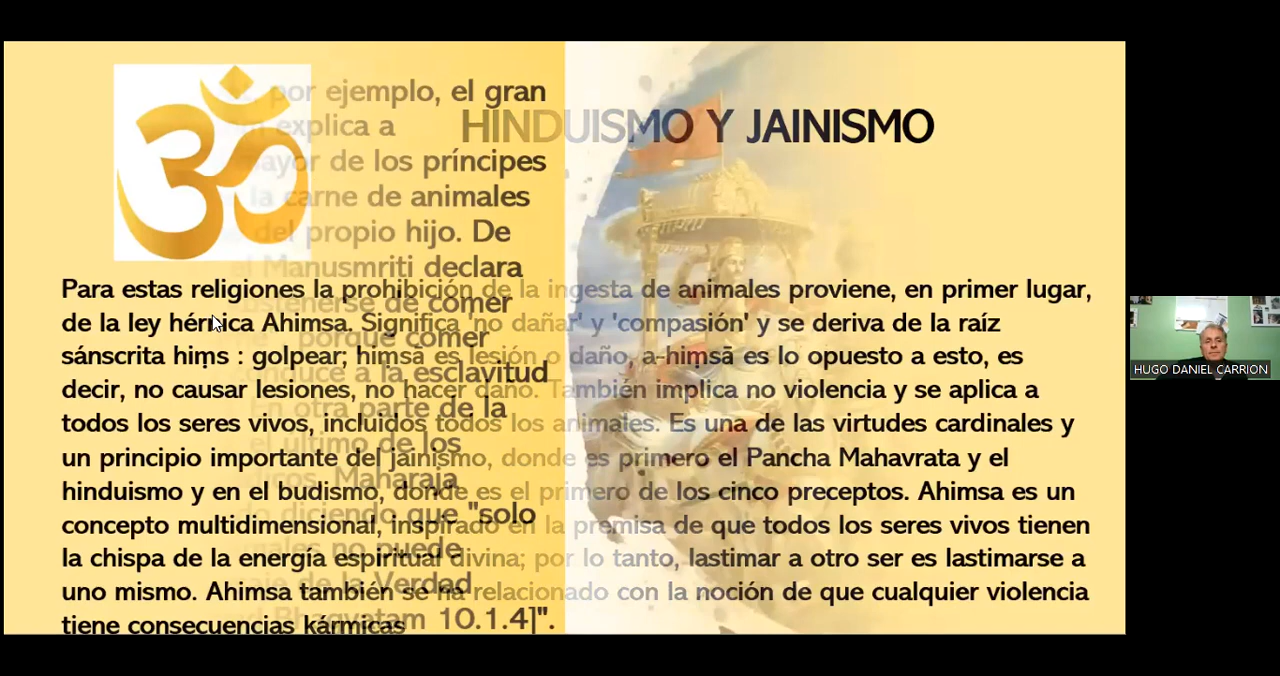 HINDUISMO Y JAINISMO
Para estas religiones la prohibición de la ingesta de animales proviene, en primer lugar,
de la ley hérmica Ahimsa. Significa 'no dañar' y 'compasión' y se deriva de la raíz
sánscrita hiṃs : golpear; hiṃsā es lesión o daño, a-hiṃsā es lo opuesto a esto, es
decir, no causar lesiones, no hacer daño. También implica no violencia y se aplica a
todos los seres vivos, incluidos todos los animales. Es una de las virtudes cardinales y
un principio importante del jainismo, donde es primero el Pancha Mahavrata y el
hinduismo y en el budismo, donde es el primero de los cinco preceptos. Ahimsa es un
concepto multidimensional, inspirado en la premisa de que todos los seres vivos tienen
la chispa de la energía espiritual divina; por lo tanto, lastimar a otro ser es lastimarse a
uno mismo. Ahimsa también se ha relacionado con la noción de que cualquier violencia
tiene consecuencias kármicas
por ejemplo, el gran
explica a
de los príncipes
la carne de animales
del propio hijo. De
Manusmriti declara
de comer
porque comer
a la esclavitud
En otra parte de la
el último de los
Maharaja
diciendo que "solo
no puede
de la Verdad
10.1.4]".
HUGO DANIEL CARRION